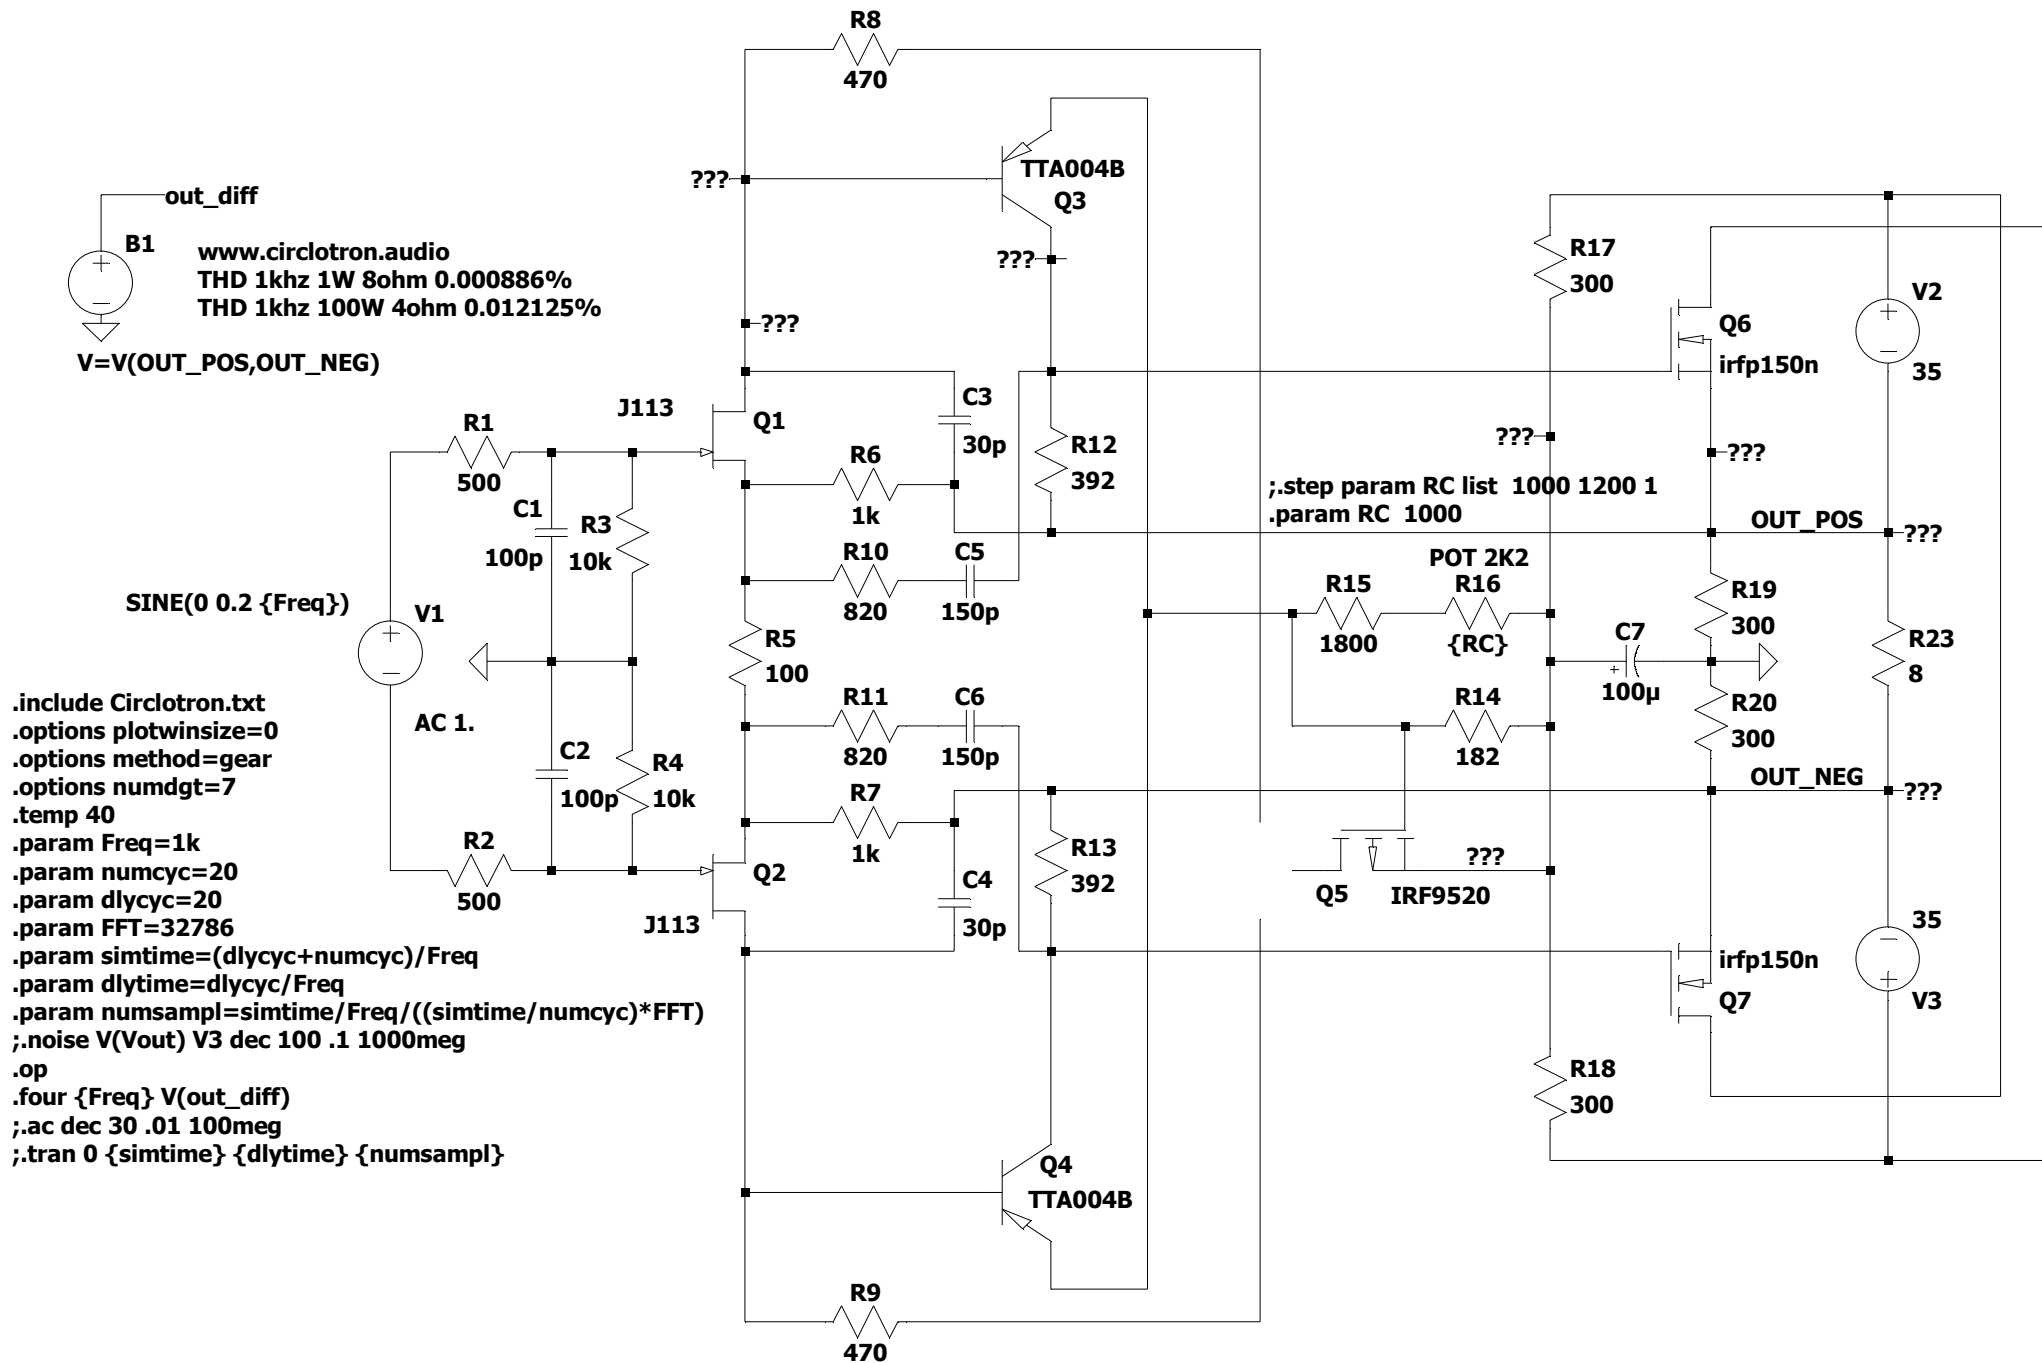 R8
470
TTA004B
Q3
???
out_diff
B1
www.circlotron.audio
THD 1khz 1W 8ohm 0.000886%
THD 1khz 100W 4ohm 0.012125%
V=V(OUT_POS,OUT_NEG)
???
???
R17
300
V2
35
Q6
irfp150n
J113
Q1
C3
30p
R1
500
R6
1k
R12
392
???
???
C1
100p
R3
10k
;.step param RC list 1000 1200 1
.param RC 1000
OUT_POS
???
R10
820
C5
150p
POT 2K2
R15
1800
R16
{RC}
R19
300
SINE(0 0.2 {Freq})
V1
AC 1.
R5
100
C7
+
100µ
R23
8
R11
820
C6
150p
R14
182
R20
300
C2
100p
R4
10k
OUT_NEG
???
R7
1k
R13
392
???
R2
500
Q2
J113
C4
30p
Q5
IRF9520
35
V3
irfp150n
Q7
.include Circlotron.txt
.options plotwinsize=0
.options method=gear
.options numdgt=7
.temp 40
.param Freq=1k
.param numcyc=20
.param dlycyc=20
.param FFT=32786
.param simtime=(dlycyc+numcyc)/Freq
.param dlytime=dlycyc/Freq
.param numsampl=simtime/Freq/((simtime/numcyc)*FFT)
;.noise V(Vout) V3 dec 100 .1 1000meg
.op
.four {Freq} V(out_diff)
;.ac dec 30 .01 100meg
;.tran 0 {simtime} {dlytime} {numsampl}
R18
300
Q4
TTA004B
R9
470